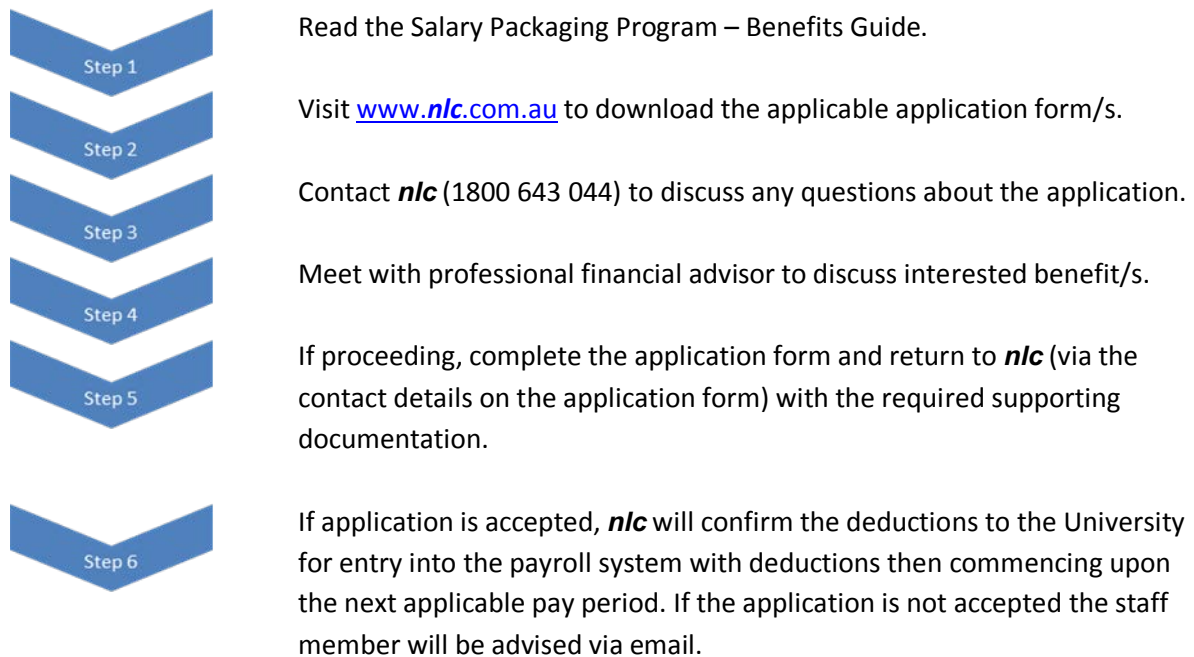 Step 1
Read the Salary Packaging Program – Benefits Guide.
Step 2
Visit www.nlc.com.au to download the applicable application form/s.
Step 3
Contact nlc (1800 643 044) to discuss any questions about the application.
Step 4
Meet with professional financial advisor to discuss interested benefit/s.
Step 5
If proceeding, complete the application form and return to nlc (via the
contact details on the application form) with the required supporting
documentation.
Step 6
If application is accepted, nlc will confirm the deductions to the University
for entry into the payroll system with deductions then commencing upon
the next applicable pay period. If the application is not accepted the staff
member will be advised via email.